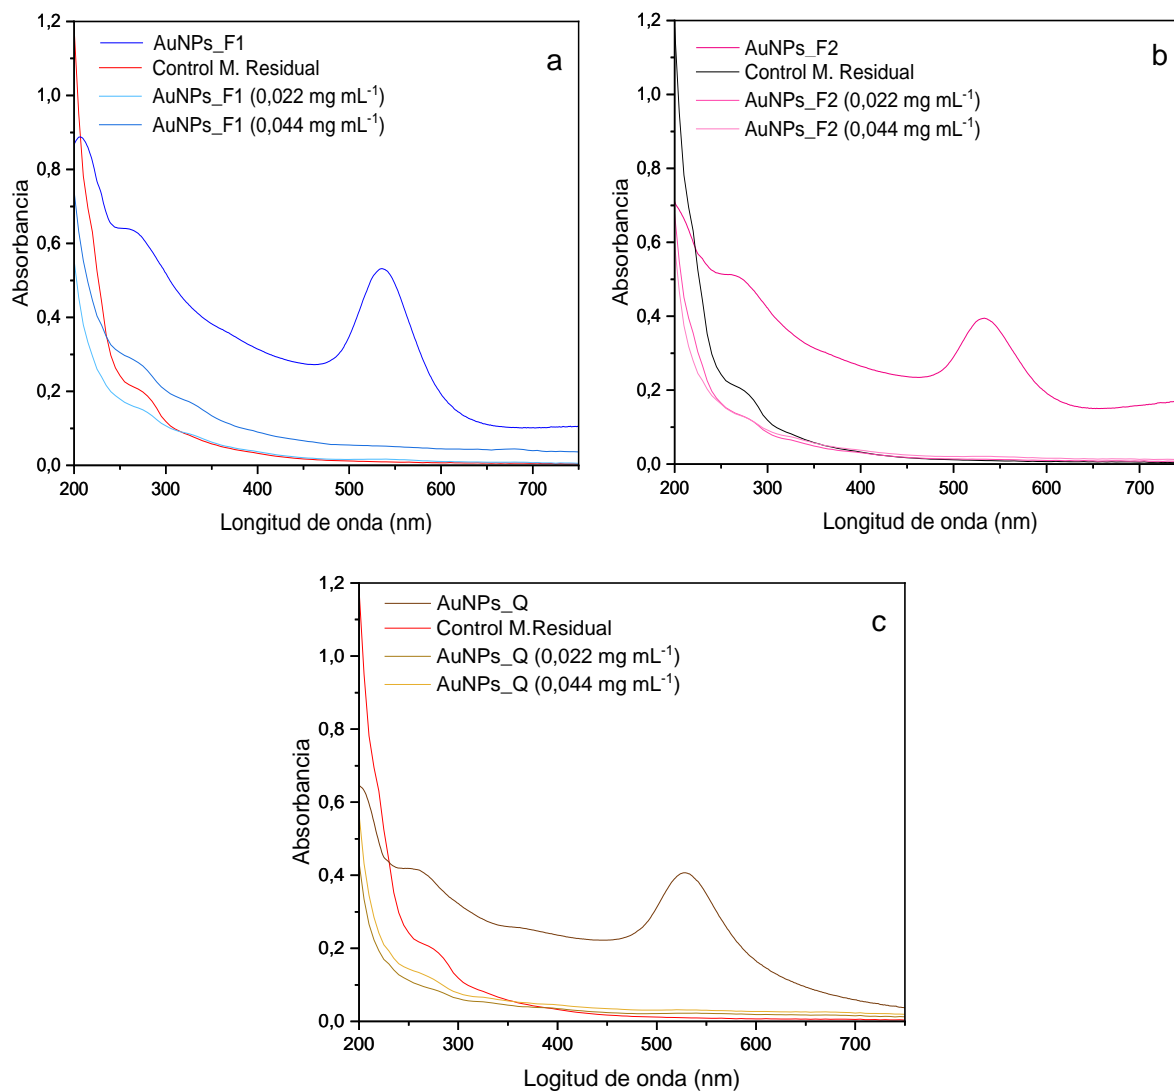 a
AuNPs_F1
Control M. Residual
AuNPs_F1 (0,022 mg mL⁻¹)
AuNPs_F1 (0,044 mg mL⁻¹)
Absorbancia
1,2
1,0
0,8
0,6
0,4
0,2
0,0
200 300 400 500 600 700
Longitud de onda (nm)
b
AuNPs_F2
Control M. Residual
AuNPs_F2 (0,022 mg mL⁻¹)
AuNPs_F2 (0,044 mg mL⁻¹)
Absorbancia
1,2
1,0
0,8
0,6
0,4
0,2
0,0
200 300 400 500 600 700
Longitud de onda (nm)
c
AuNPs_Q
Control M.Residual
AuNPs_Q (0,022 mg mL⁻¹)
AuNPs_Q (0,044 mg mL⁻¹)
Absorbancia
1,2
1,0
0,8
0,6
0,4
0,2
0,0
200 300 400 500 600 700
Logitud de onda (nm)